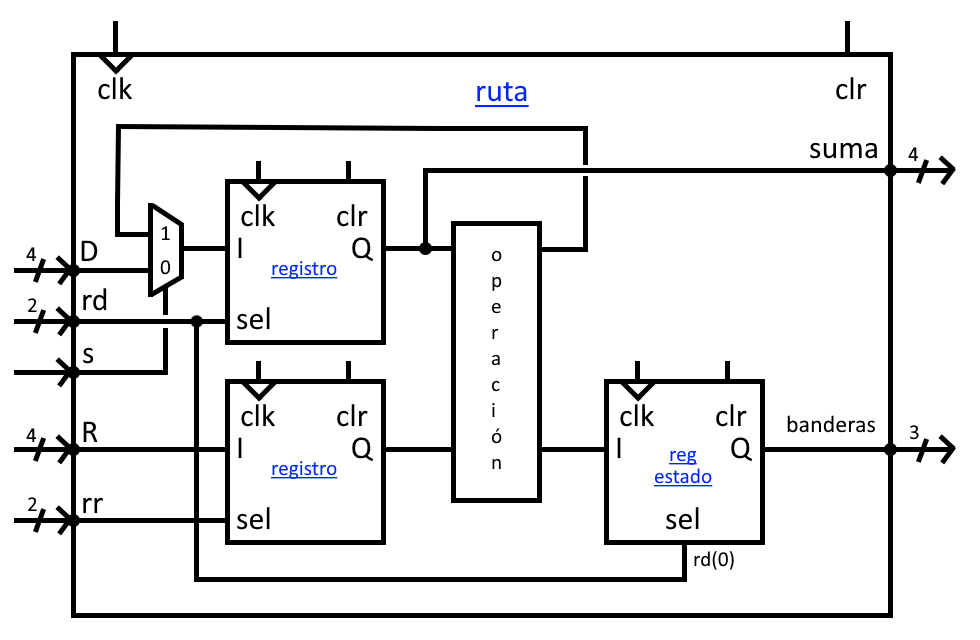 clk
clr
ruta
suma
4
clk
clr
1
I
Q
0
registro
4
D
2
rd
sel
s
operación
clk
clr
4
R
I
Q
registro
2
rr
sel
clk
clr
I
Q
reg
estado
sel
rd(0)
banderas
3